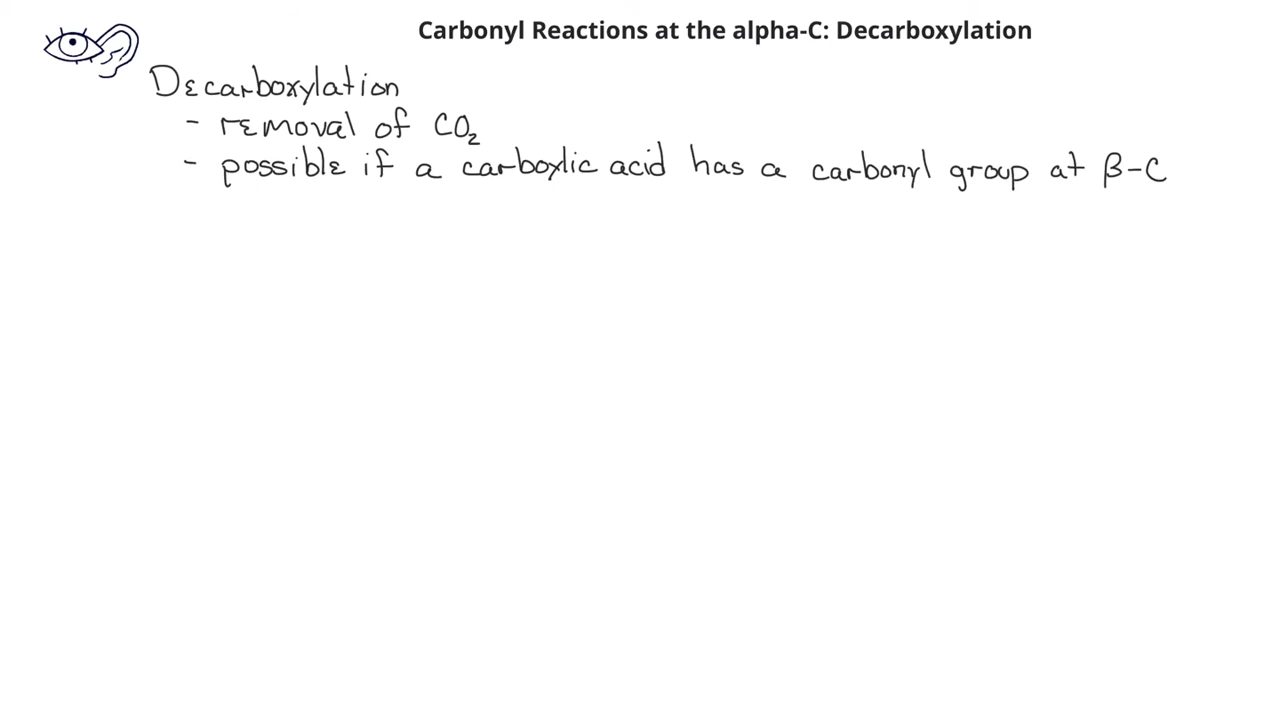 Carbonyl Reactions at the alpha-C: Decarboxylation
Decarboxylation
- removal of CO₂
- possible if a carboxlic acid has a carbonyl group at β-C